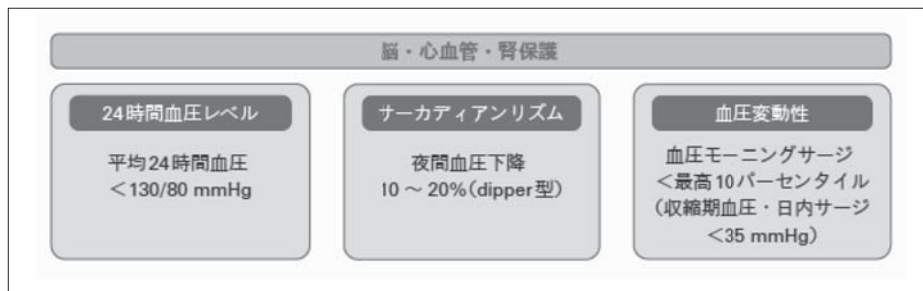 脳・心血管・腎保護
24時間血圧レベル
平均24時間血圧
＜130/80 mmHg
サーカディアンリズム
夜間血圧下降
10～20%(dipper型)
血圧変動性
血圧モーニングサージ
＜最高10パーセンタイル
(収縮期血圧・日内サージ
＜35 mmHg)